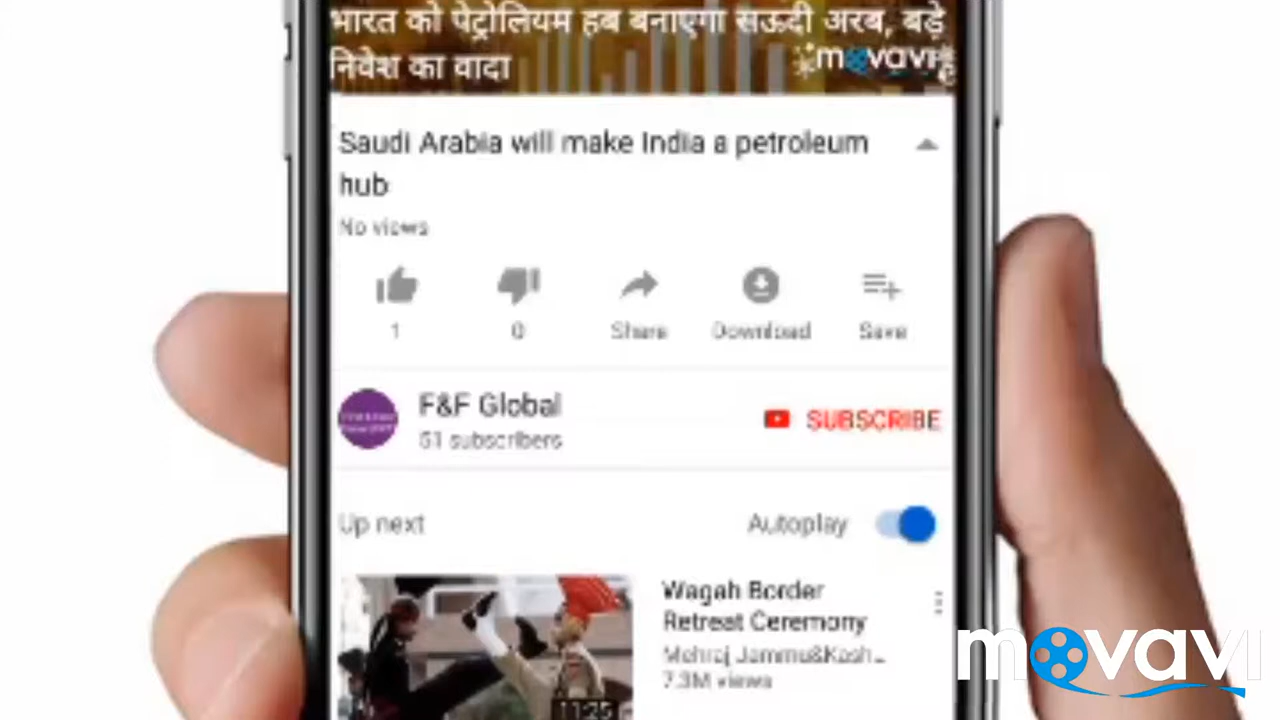 भारत को पेट्रोलियम हब बनाएगा सऊदी अरब, बड़े
निवेश का वादा
movavi
Saudi Arabia will make India a petroleum
hub
No views
1
0
Share
Download
Save
F&F Global
51 subscribers
SUBSCRIBE
Up next
Autoplay
Wagah Border
Retreat Ceremony
Mehraj Jammu&Kash...
7.3M views
11:25
movavi